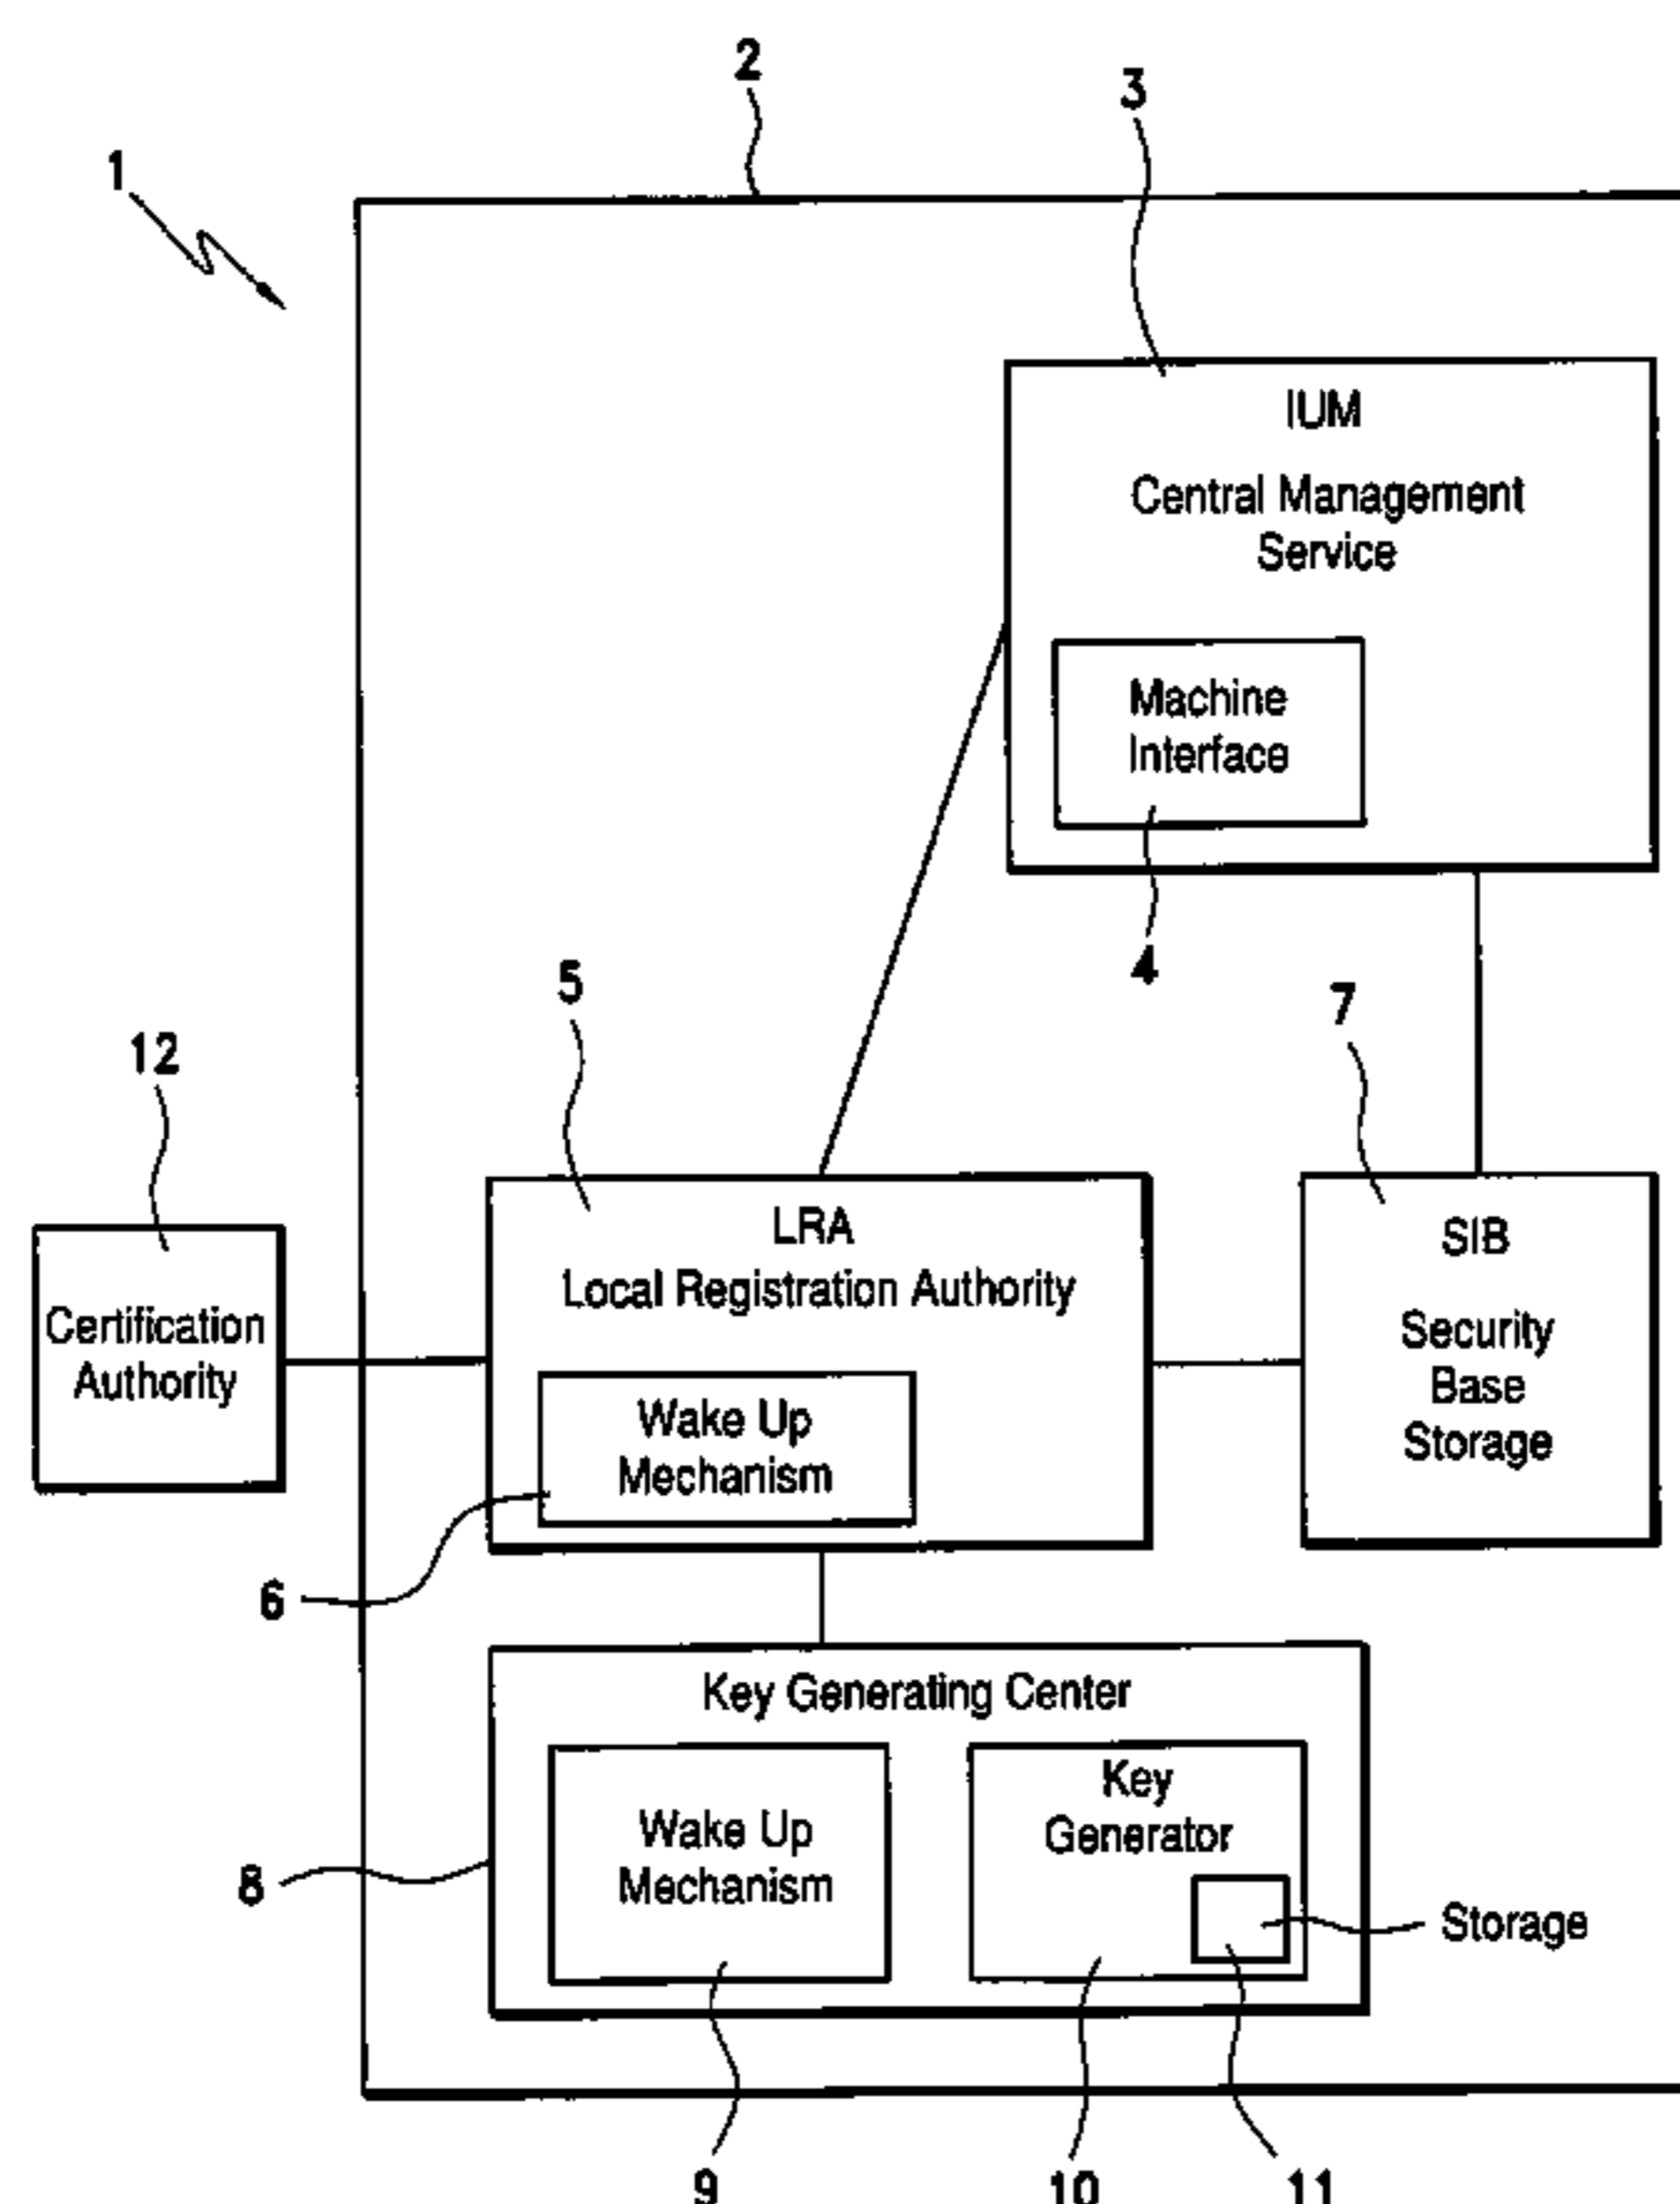 2
3
1
IUM
Central Management
Service
Machine
Interface
4
5
7
12
LRA
Local Registration Authority
SIB
Security
Base
Storage
Certification
Authority
Wake Up
Mechanism
6
Key Generating Center
Key
Generator
Wake Up
Mechanism
8
Storage
9
10
11